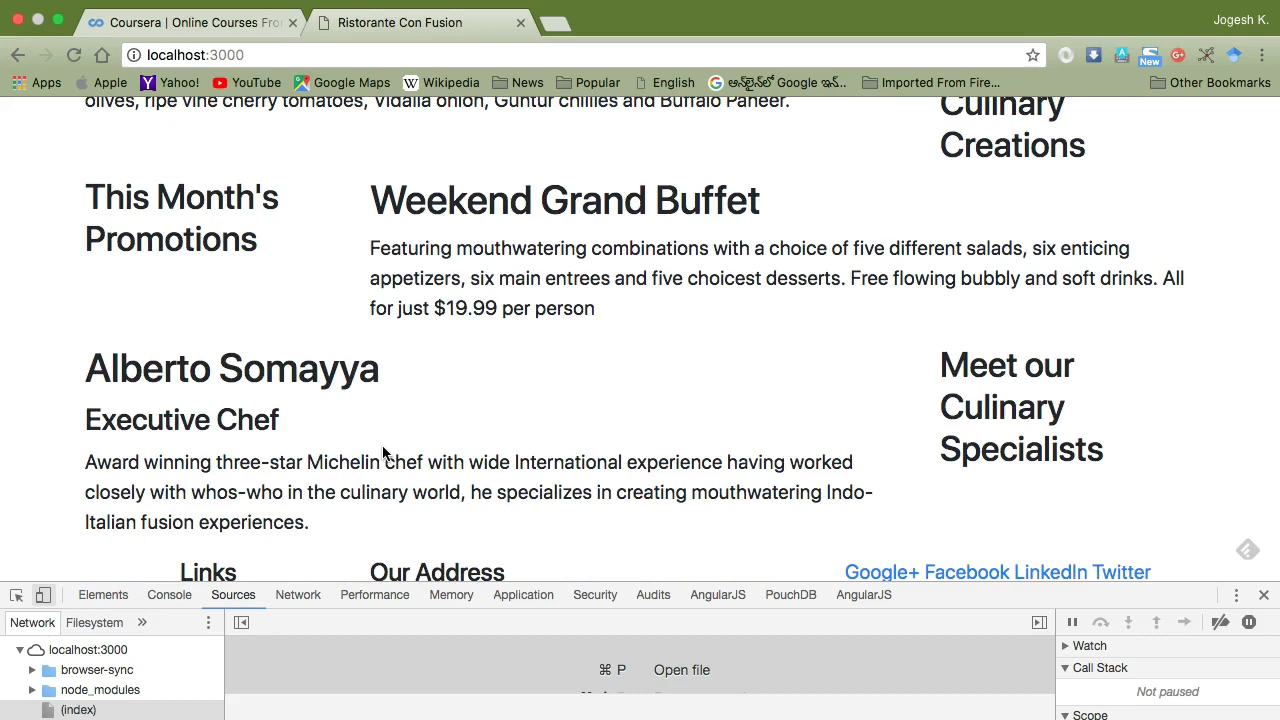 Coursera | Online Courses Fro
Ristorante Con Fusion
Jogesh K.
localhost:3000
New
Apps
Apple
Yahoo!
YouTube
Google Maps
Wikipedia
News
Popular
English
Google ఇన్...
Imported From Fire...
Other Bookmarks
olives, ripe vine cherry tomatoes, Vidalia onion, Guntur chillies and Buffalo Paneer.
Culinary
Creations
This Month's
Promotions
Weekend Grand Buffet
Featuring mouthwatering combinations with a choice of five different salads, six enticing
appetizers, six main entrees and five choicest desserts. Free flowing bubbly and soft drinks. All
for just $19.99 per person
Alberto Somayya
Executive Chef
Award winning three-star Michelin chef with wide International experience having worked
closely with whos-who in the culinary world, he specializes in creating mouthwatering Indo-
Italian fusion experiences.
Meet our
Culinary
Specialists
Links
Our Address
Google+ Facebook LinkedIn Twitter
Elements Console Sources Network Performance Memory Application Security Audits AngularJS PouchDB AngularJS
Network Filesystem »
localhost:3000
browser-sync
node_modules
(index)
⌘ P Open file
Watch
Call Stack
Not paused
Scope